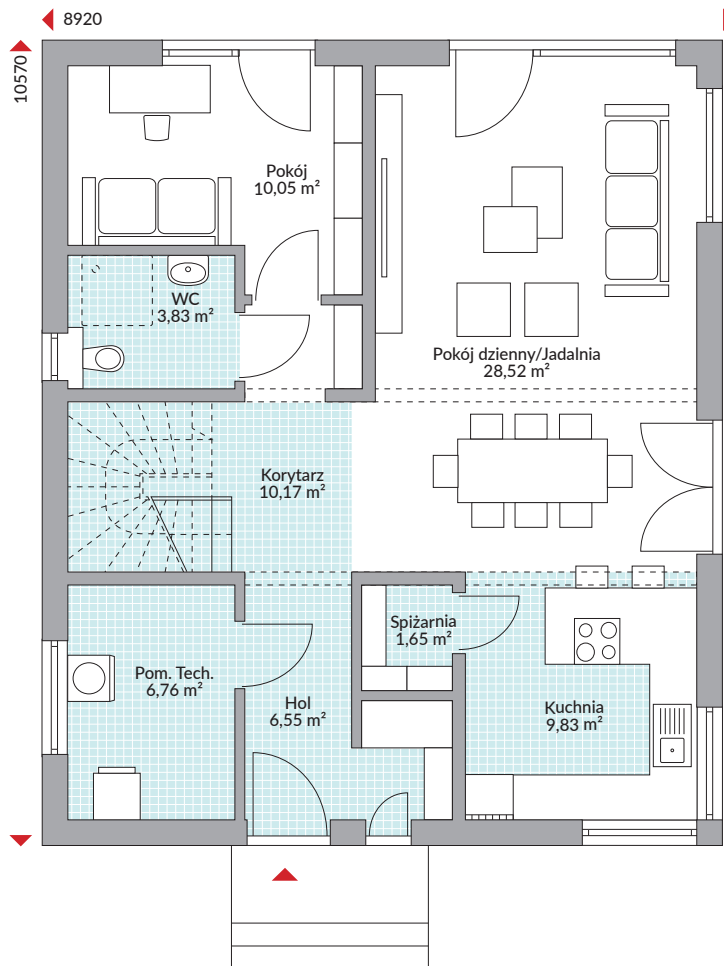 8920
10570
Pokój
10,05 m²
WC
3,83 m²
Pokój dzienny/Jadalnia
28,52 m²
Korytarz
10,17 m²
Spiżarnia
1,65 m²
Pom. Tech.
6,76 m²
Hol
6,55 m²
Kuchnia
9,83 m²